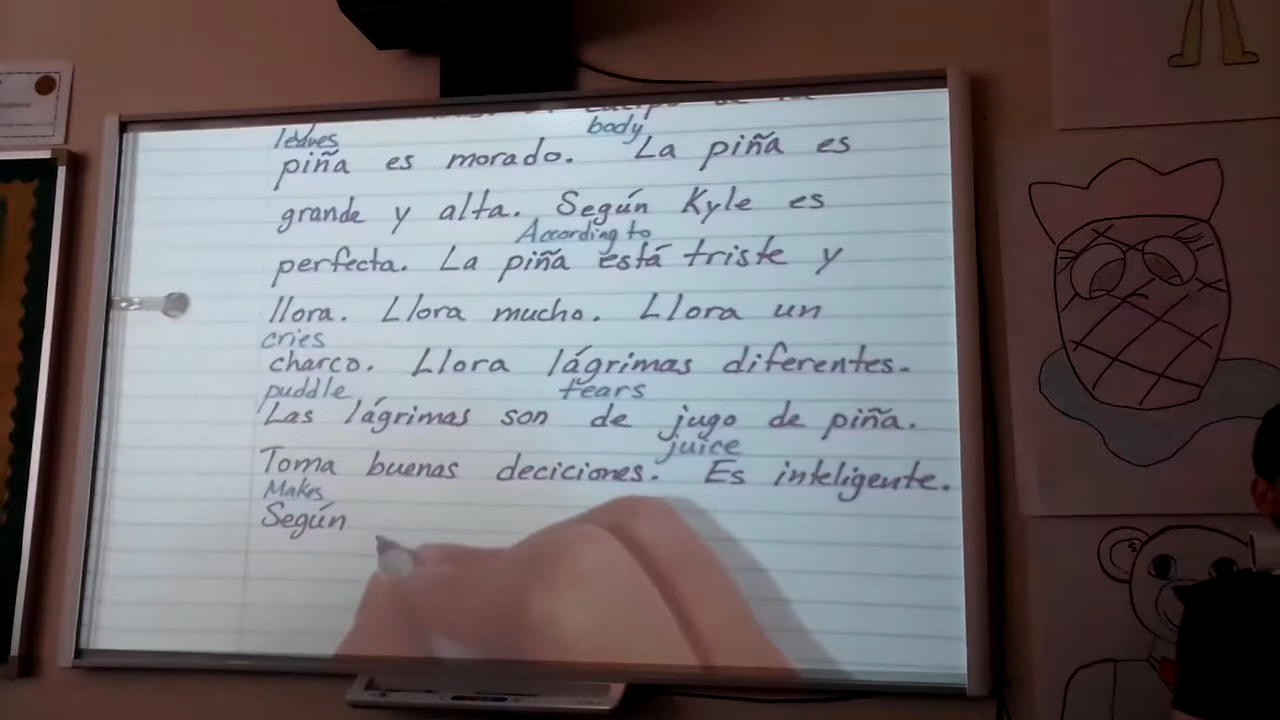 leaves body
piña es morado. La piña es
grande y alta. Según Kyle es
According to
perfecta. La piña está triste y
llora. Llora mucho. Llora un
cries
charco. Llora lágrimas diferentes.
puddle tears
Las lágrimas son de jugo de piña.
juice
Toma buenas deciciones. Es inteligente.
Makes
Según